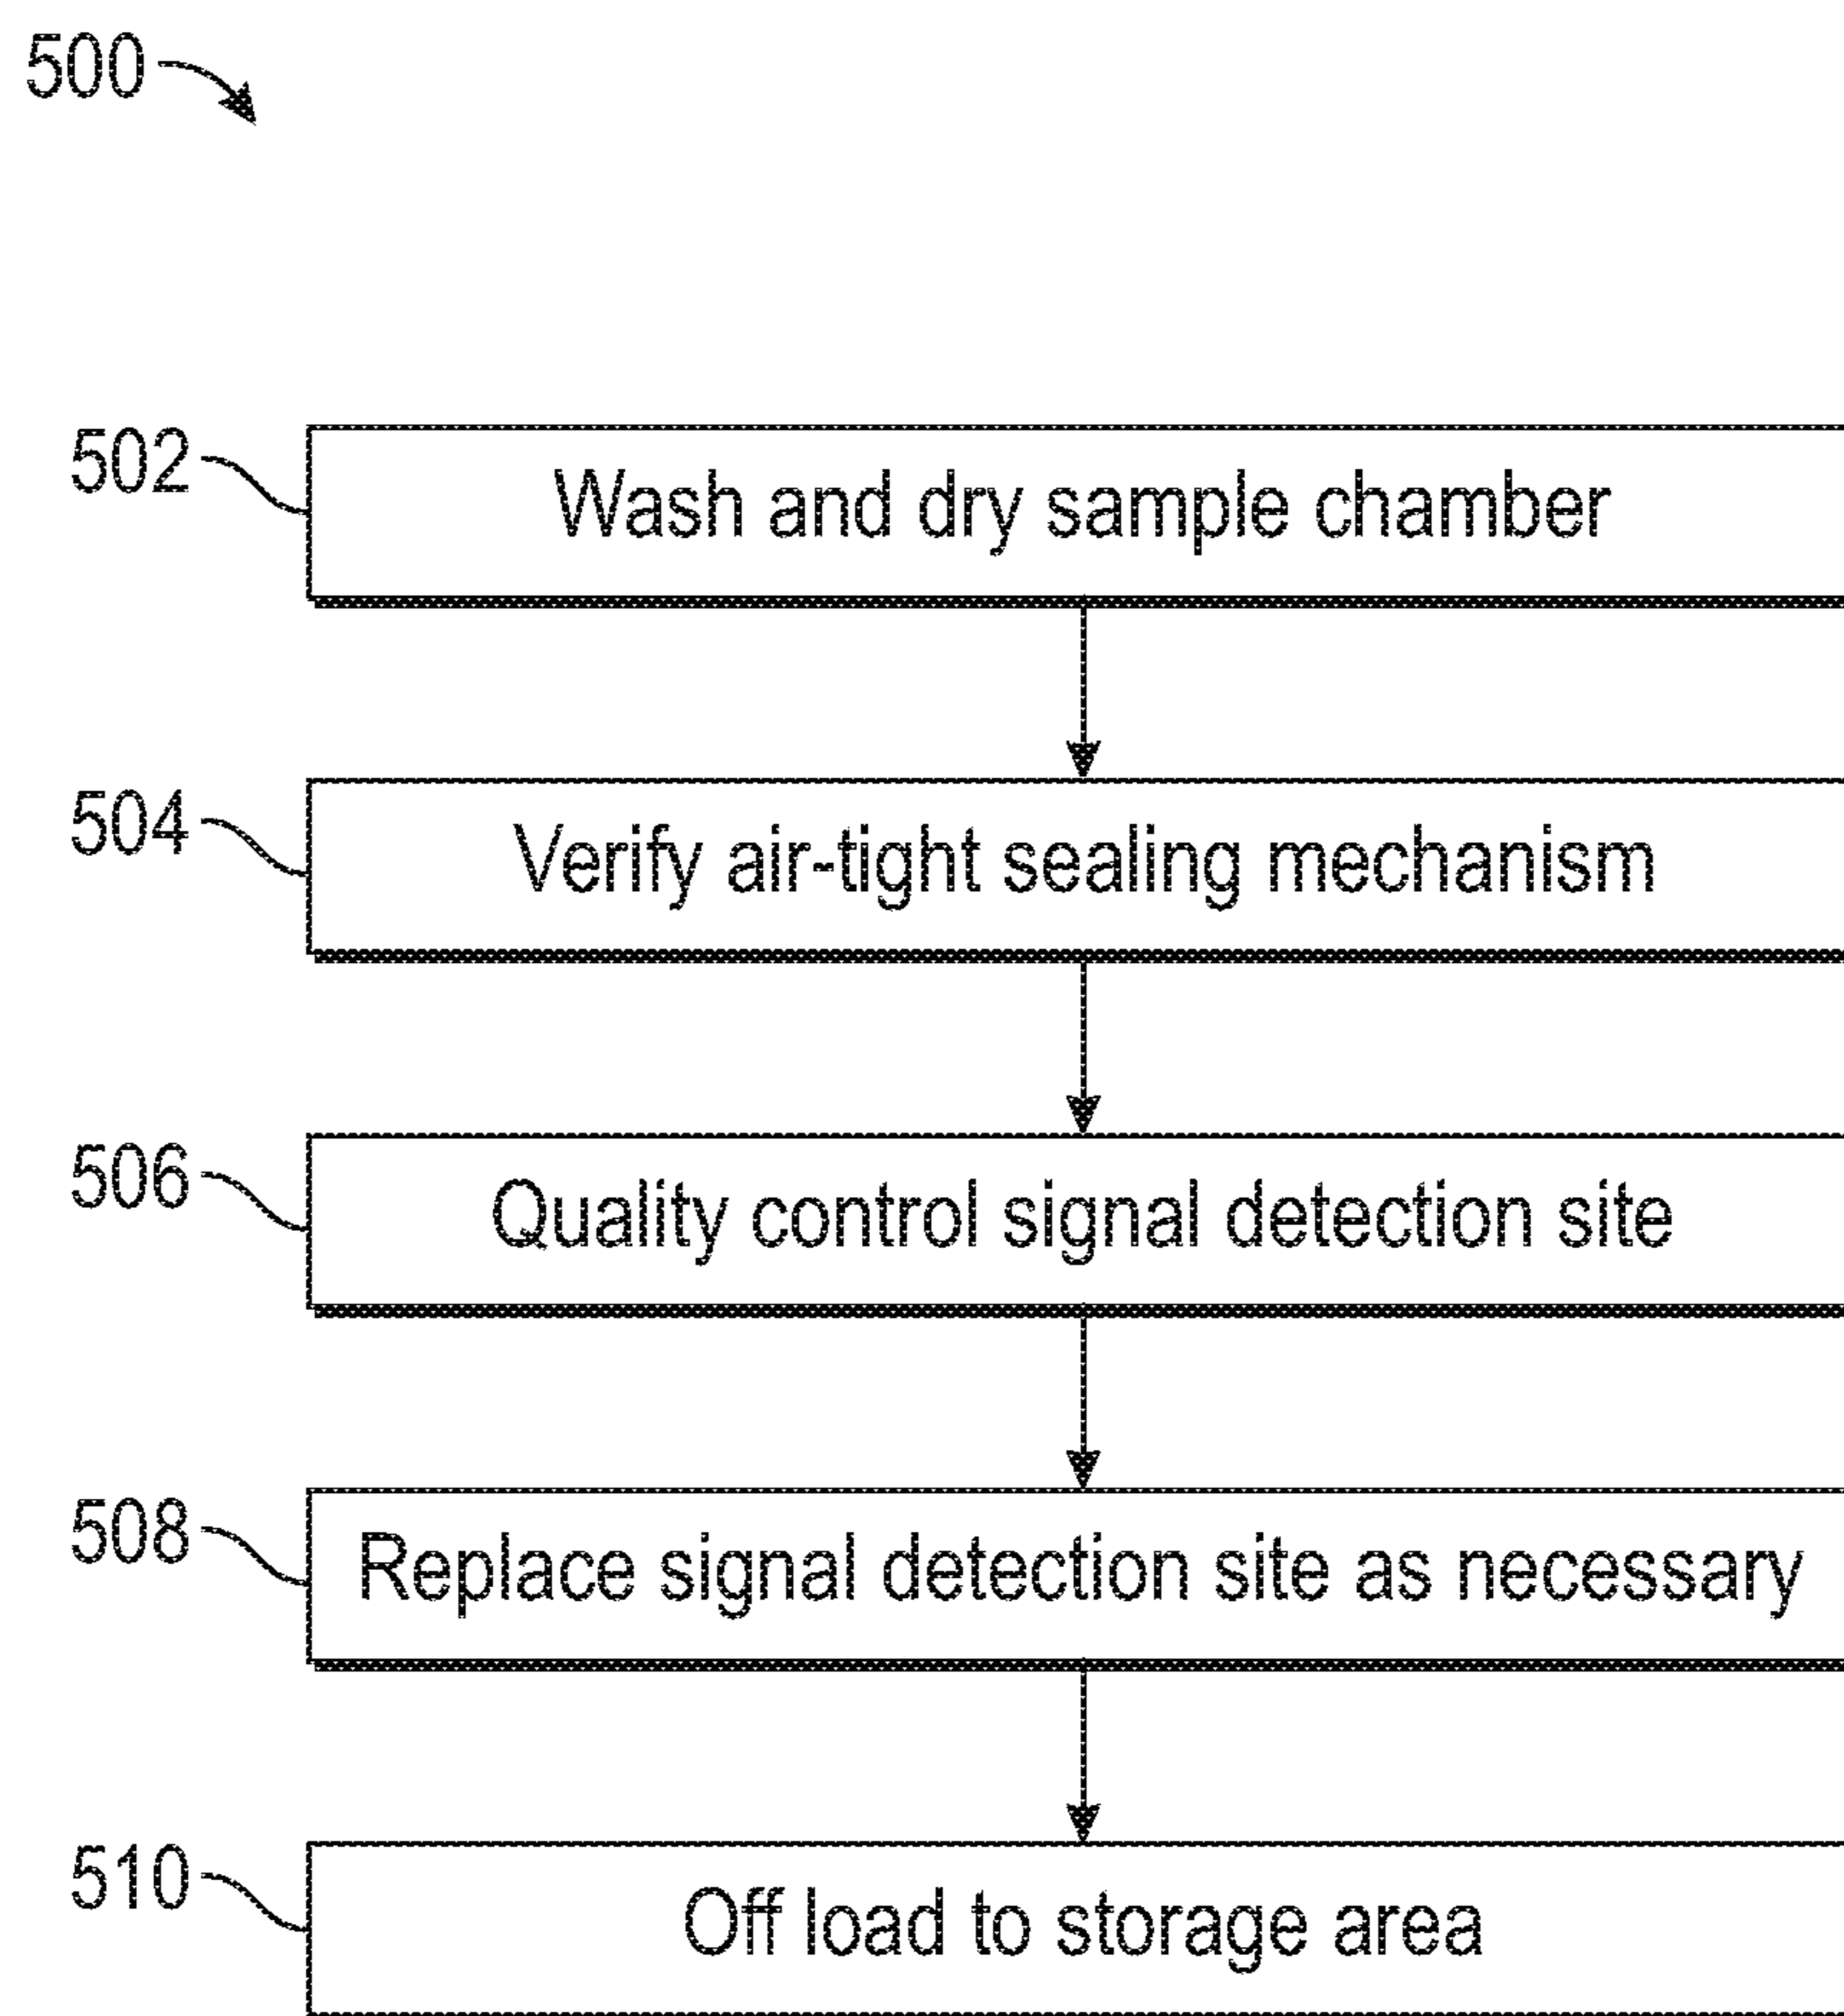 500
502 Wash and dry sample chamber
504 Verify air-tight sealing mechanism
506 Quality control signal detection site
508 Replace signal detection site as necessary
510 Off load to storage area